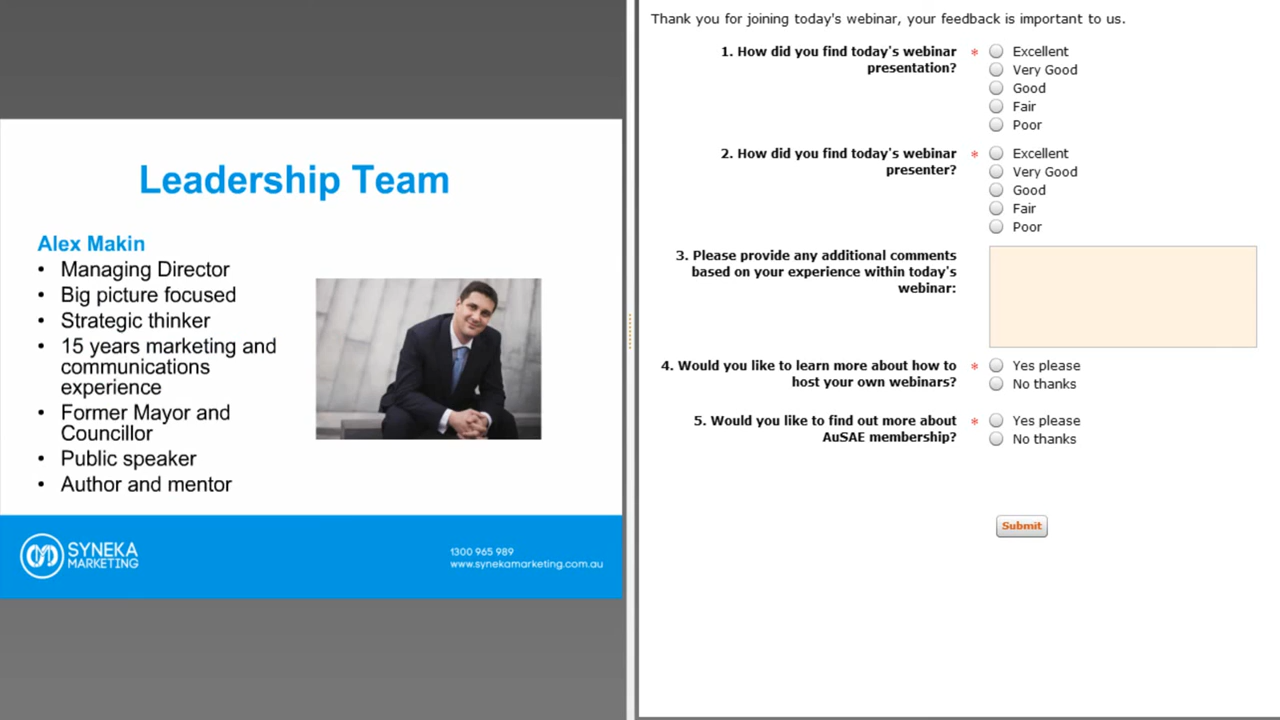 Leadership Team
Alex Makin
• Managing Director
• Big picture focused
• Strategic thinker
• 15 years marketing and
communications
experience
• Former Mayor and
Councillor
• Public speaker
• Author and mentor
SYNEKA
MARKETING
1300 965 989
www.synekamarketing.com.au
Thank you for joining today's webinar, your feedback is important to us.
1. How did you find today's webinar
presentation?
*
Excellent
Very Good
Good
Fair
Poor
2. How did you find today's webinar
presenter?
*
Excellent
Very Good
Good
Fair
Poor
3. Please provide any additional comments
based on your experience within today's
webinar:
4. Would you like to learn more about how to
host your own webinars?
*
Yes please
No thanks
5. Would you like to find out more about
AuSAE membership?
*
Yes please
No thanks
Submit